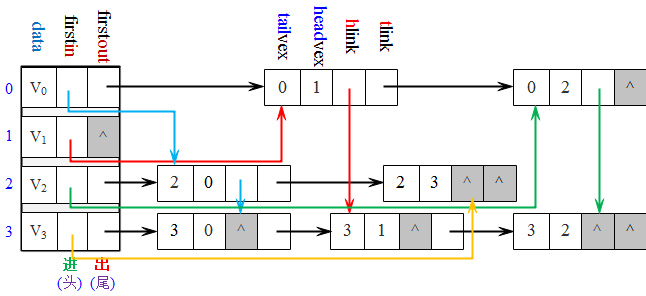 data firstin firstout tailvex headvex hlink tlink
0 V0 0 1 0 2 ^
1 V1 ^
2 V2 2 0 2 3 ^ ^
3 V3 3 0 ^ 3 1 ^ 3 2 ^ ^
进 出
(头) (尾)